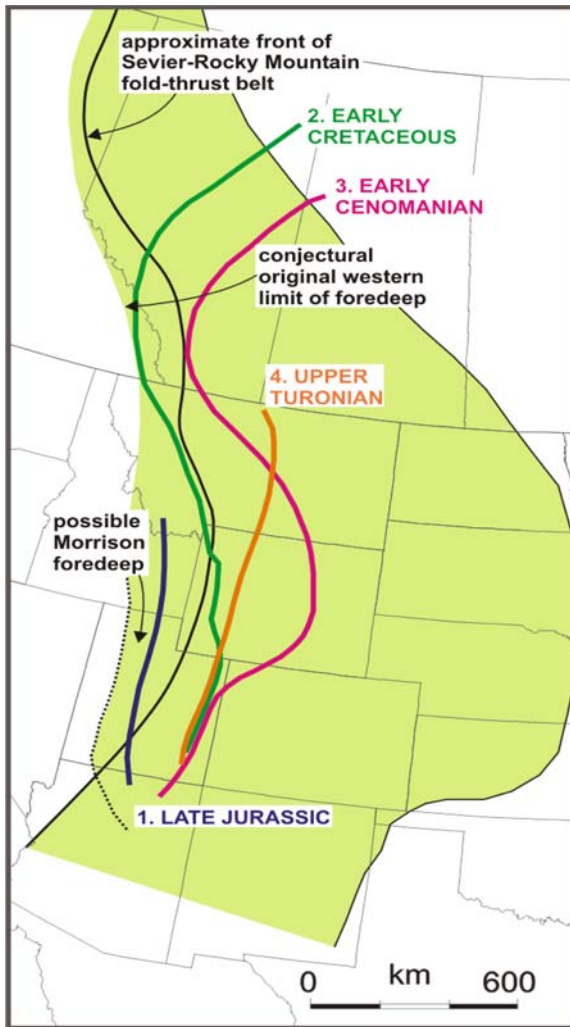 approximate front of
Sevier-Rocky Mountain
fold-thrust belt
2. EARLY
CRETACEOUS
3. EARLY
CENOMANIAN
conjectural
original western
limit of foredeep
4. UPPER
TURONIAN
possible
Morrison
foredeep
1. LATE JURASSIC
0 km 600